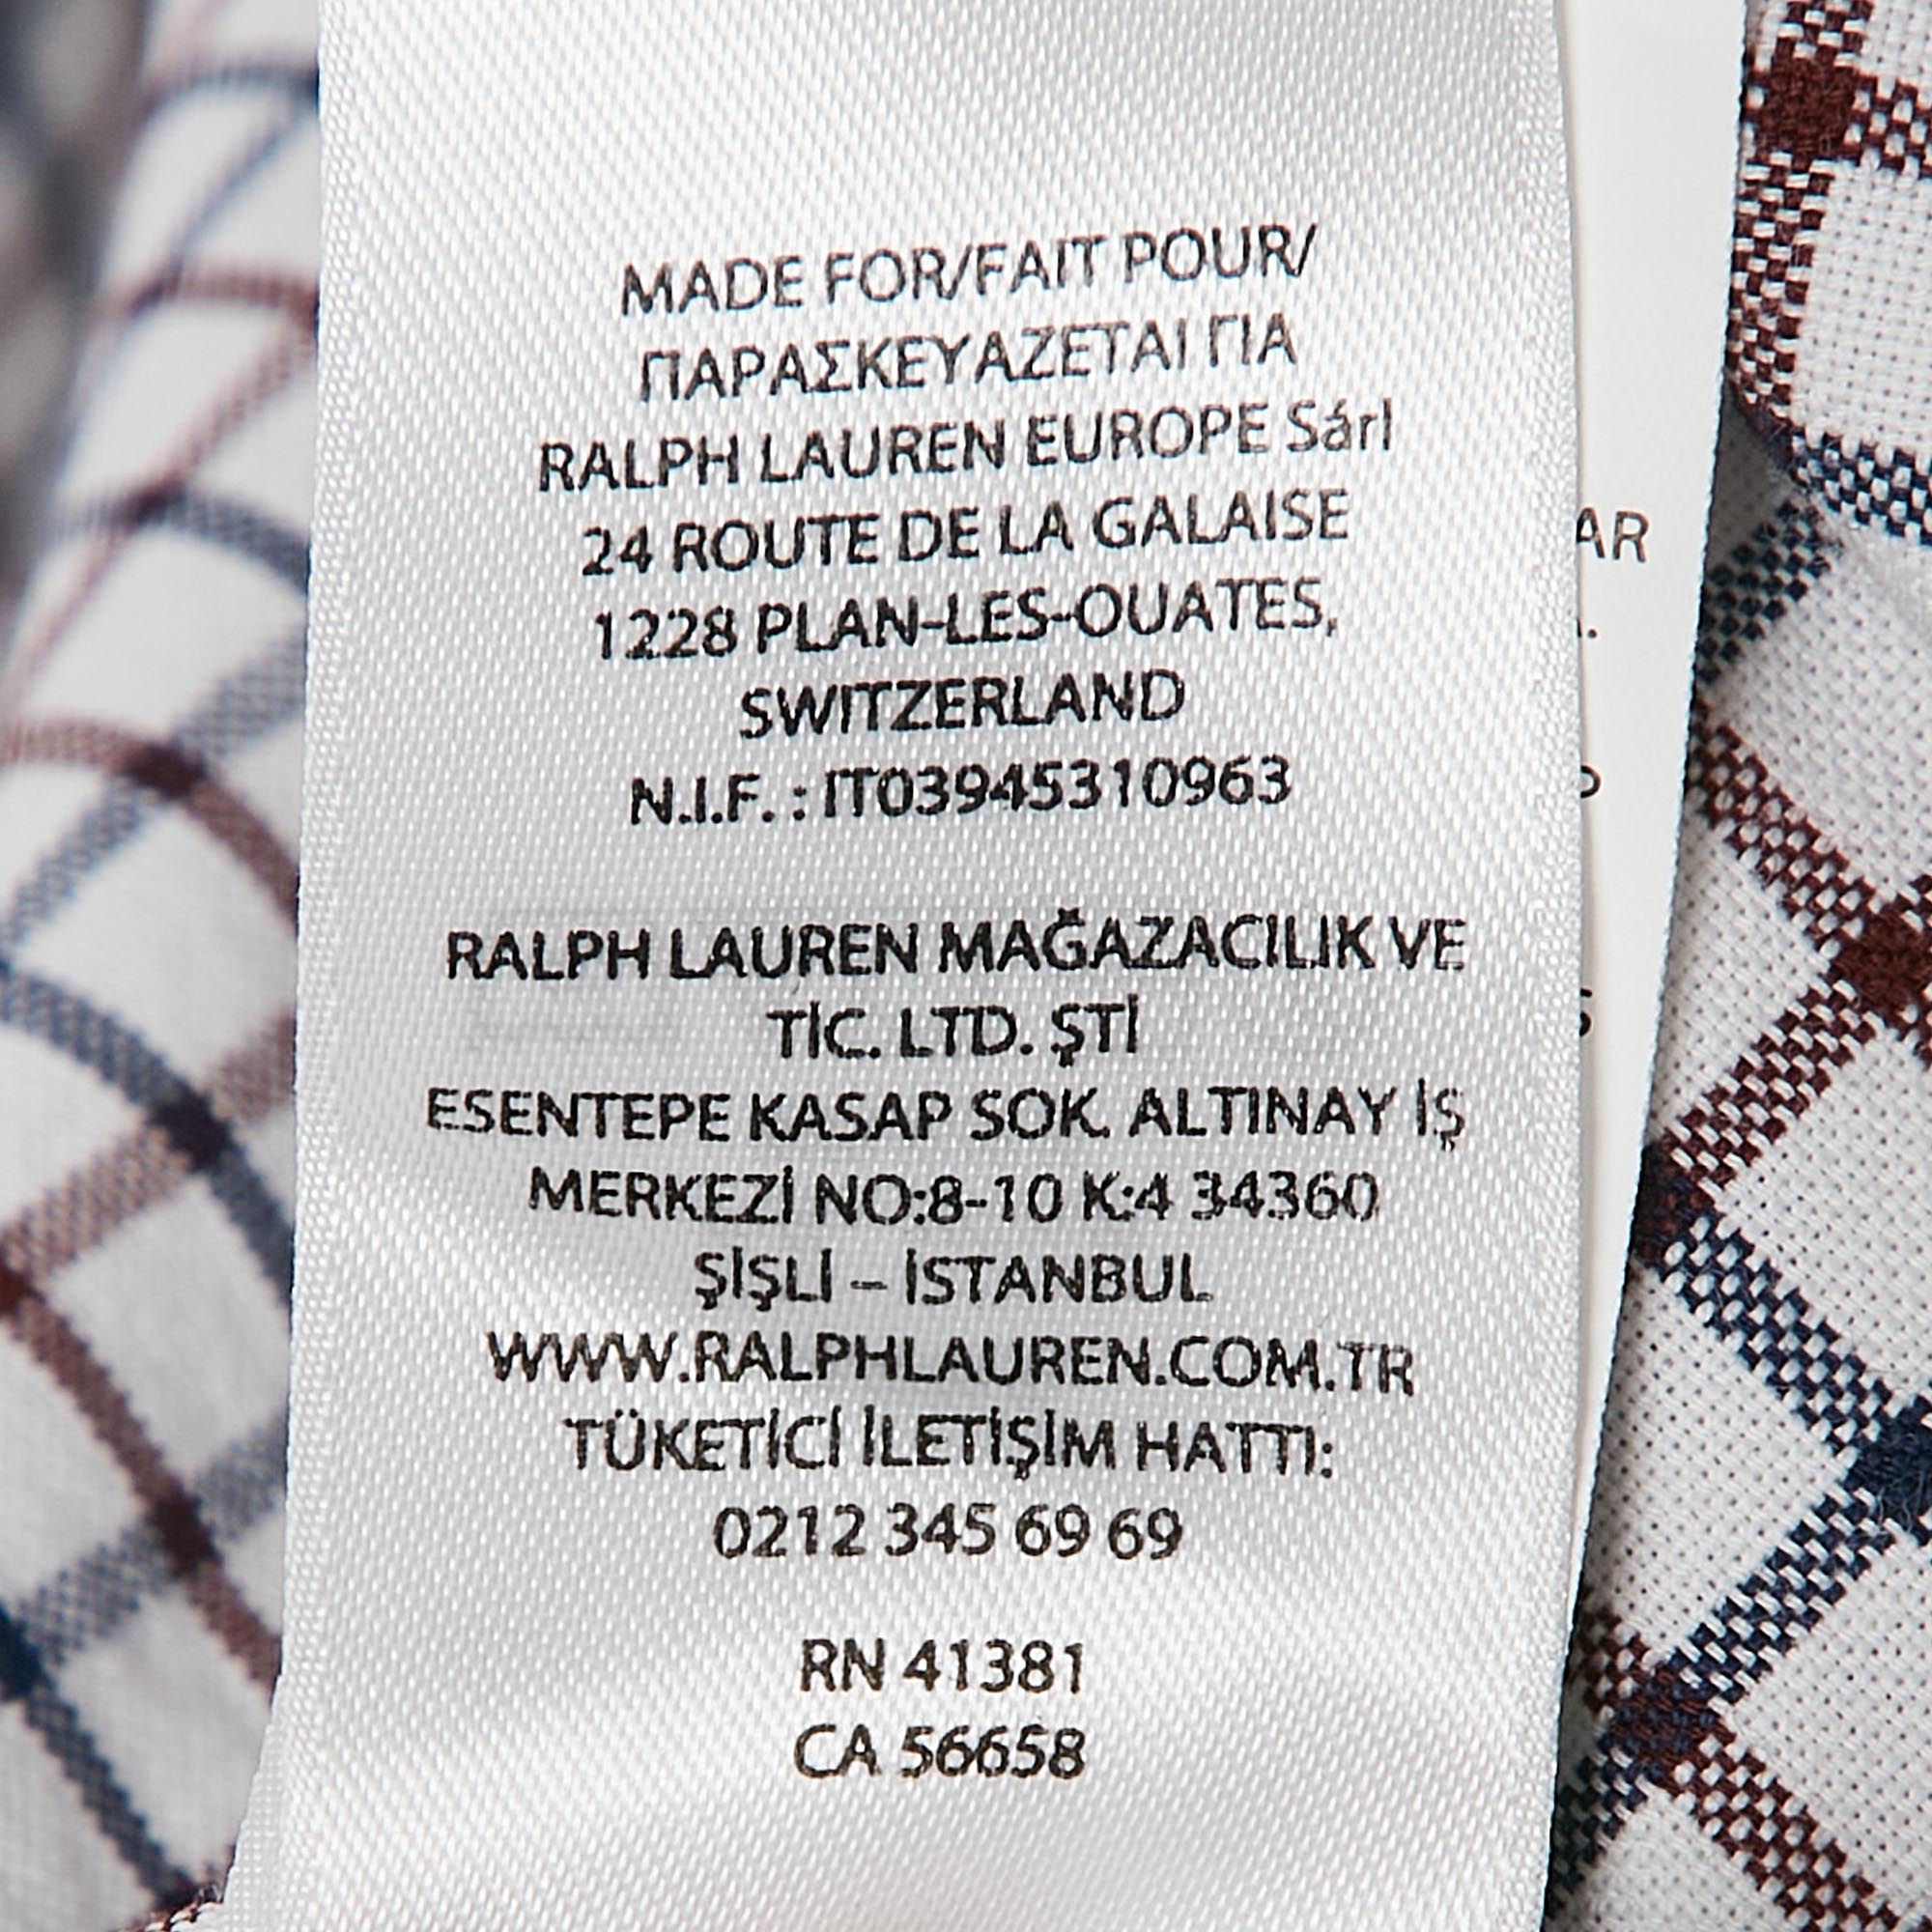 MADE FOR/FAIT POUR/
ΠΑΡΑΣΚΕΥΑΖΕΤΑΙ ΓΙΑ
RALPH LAUREN EUROPE Sárl
24 ROUTE DE LA GALAISE
1228 PLAN-LES-OUATES,
SWITZERLAND
N.I.F. : IT03945310963
RALPH LAUREN MAĞAZACILIK VE
TİC. LTD. ŞTİ
ESENTEPE KASAP SOK. ALTINAY İŞ
MERKEZİ NO:8-10 K:4 34360
ŞİŞLİ – İSTANBUL
WWW.RALPHLAUREN.COM.TR
TÜKETİCİ İLETİŞİM HATTI:
0212 345 69 69
RN 41381
CA 56658